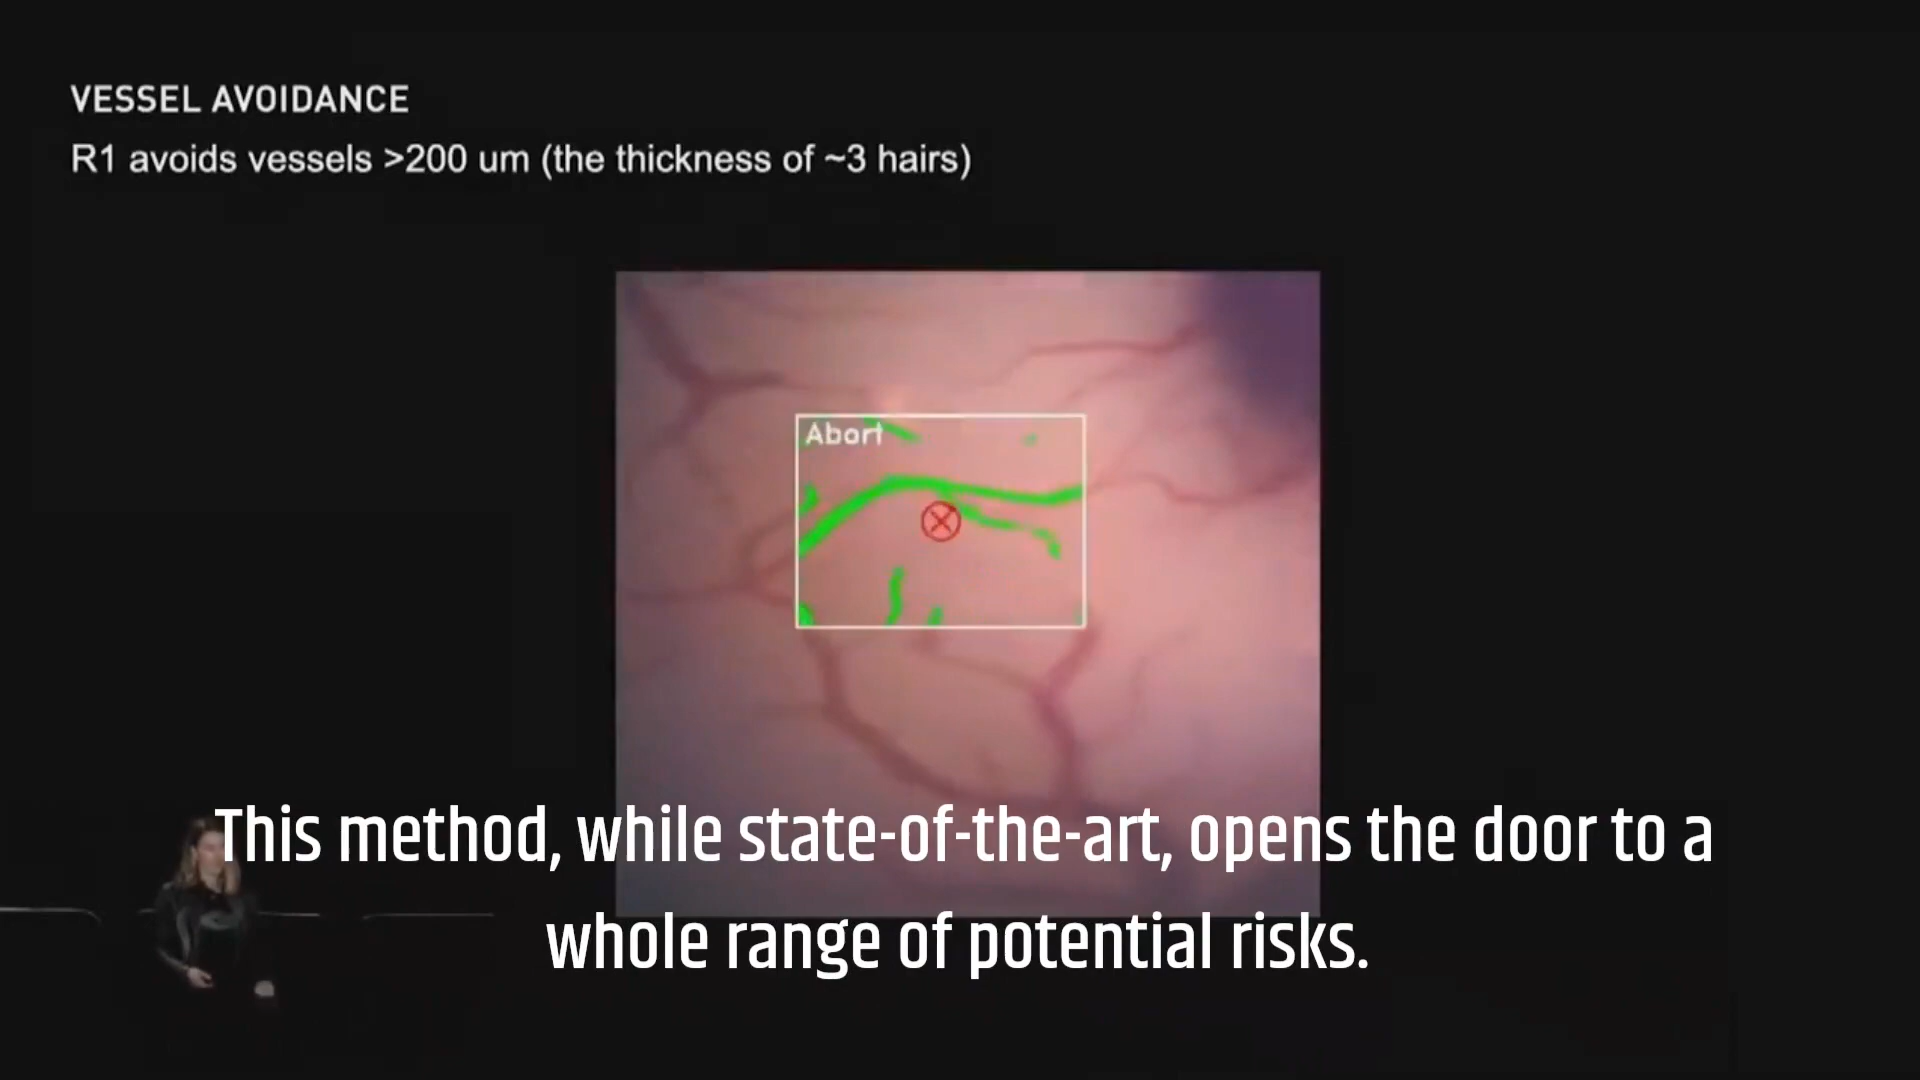 VESSEL AVOIDANCE
R1 avoids vessels >200 um (the thickness of ~3 hairs)
Abort
This method, while state-of-the-art, opens the door to a
whole range of potential risks.